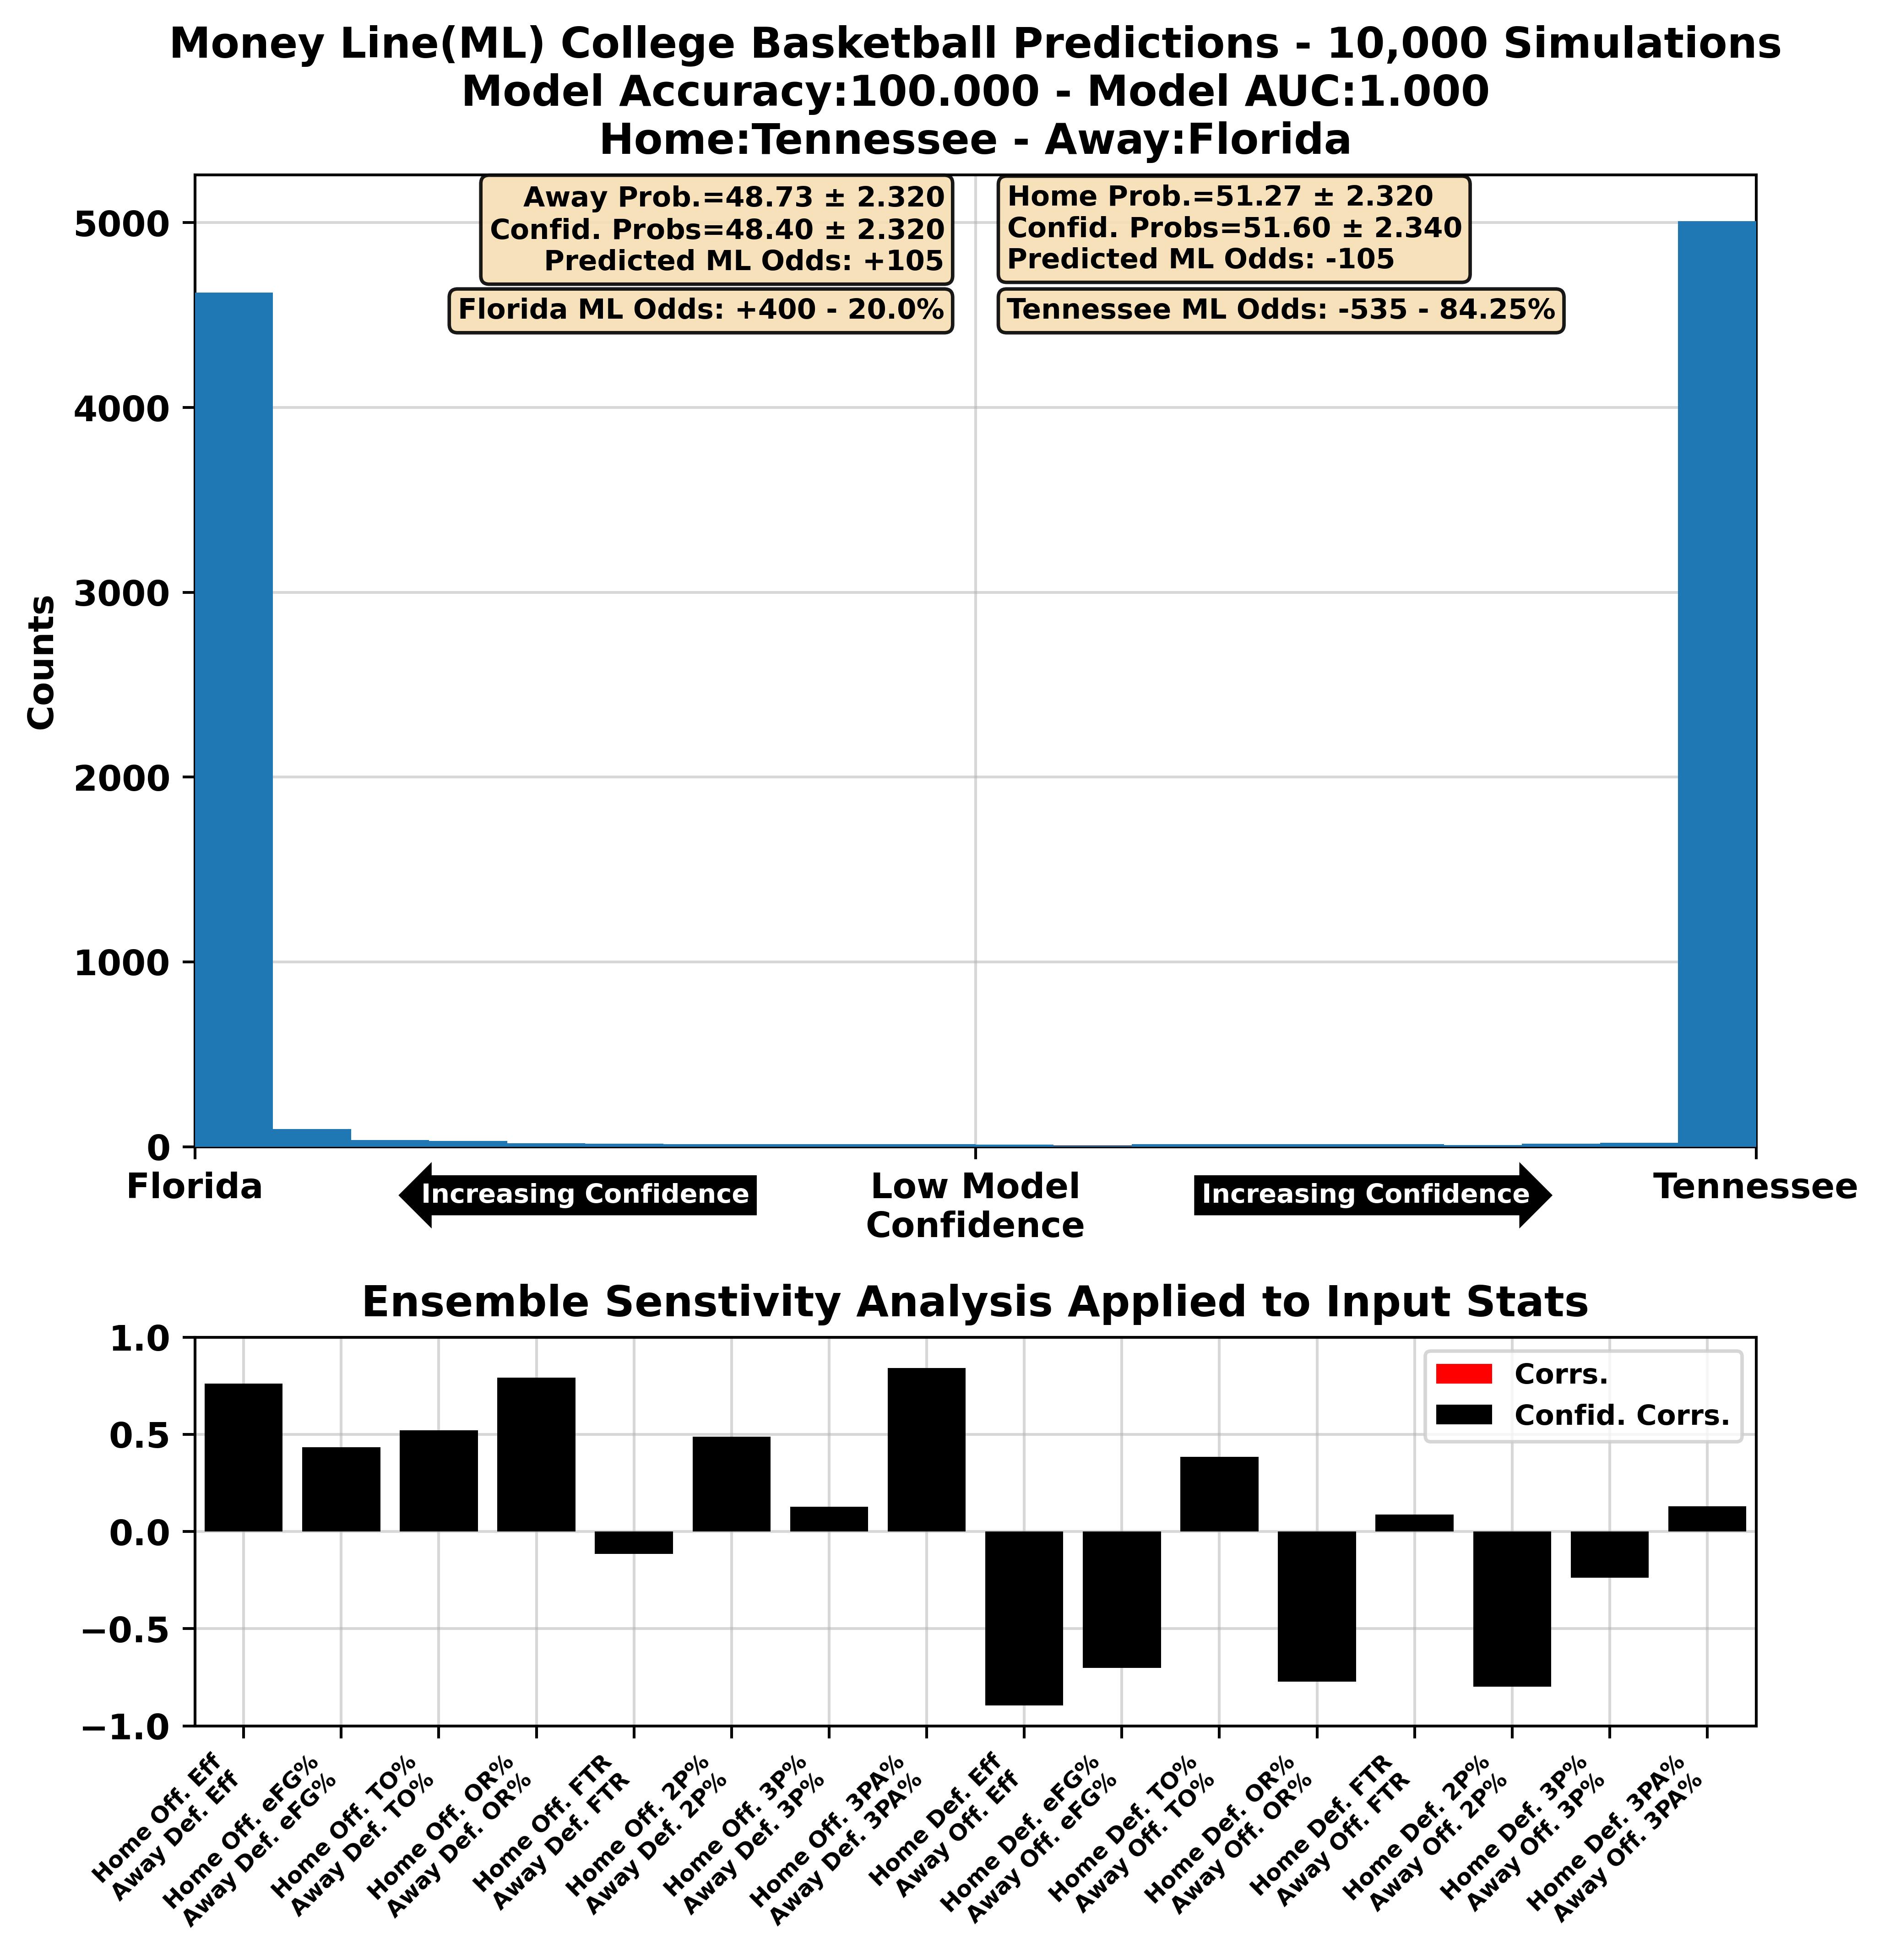 Money Line(ML) College Basketball Predictions - 10,000 Simulations
Model Accuracy:100.000 - Model AUC:1.000
Home:Tennessee - Away:Florida
Away Prob.=48.73 ± 2.320
Confid. Probs=48.40 ± 2.320
Predicted ML Odds: +105
Florida ML Odds: +400 - 20.0%
Home Prob.=51.27 ± 2.320
Confid. Probs=51.60 ± 2.340
Predicted ML Odds: -105
Tennessee ML Odds: -535 - 84.25%
5000
4000
3000
2000
1000
0
Counts
Florida
Increasing Confidence
Low Model
Confidence
Increasing Confidence
Tennessee
Ensemble Senstivity Analysis Applied to Input Stats
1.0
0.5
0.0
−0.5
−1.0
Corrs.
Confid. Corrs.
Home Off. Eff
Away Def. Eff
Home Off. eFG%
Away Def. eFG%
Home Off. TO%
Away Def. TO%
Home Off. OR%
Away Def. OR%
Home Off. FTR
Away Def. FTR
Home Off. 2P%
Away Def. 2P%
Home Off. 3P%
Away Def. 3P%
Home Off. 3PA%
Away Def. 3PA%
Home Def. Eff
Away Off. Eff
Home Def. eFG%
Away Off. eFG%
Home Def. TO%
Away Off. TO%
Home Def. OR%
Away Off. OR%
Home Def. FTR
Away Off. FTR
Home Def. 2P%
Away Off. 2P%
Home Def. 3P%
Away Off. 3P%
Home Def. 3PA%
Away Off. 3PA%